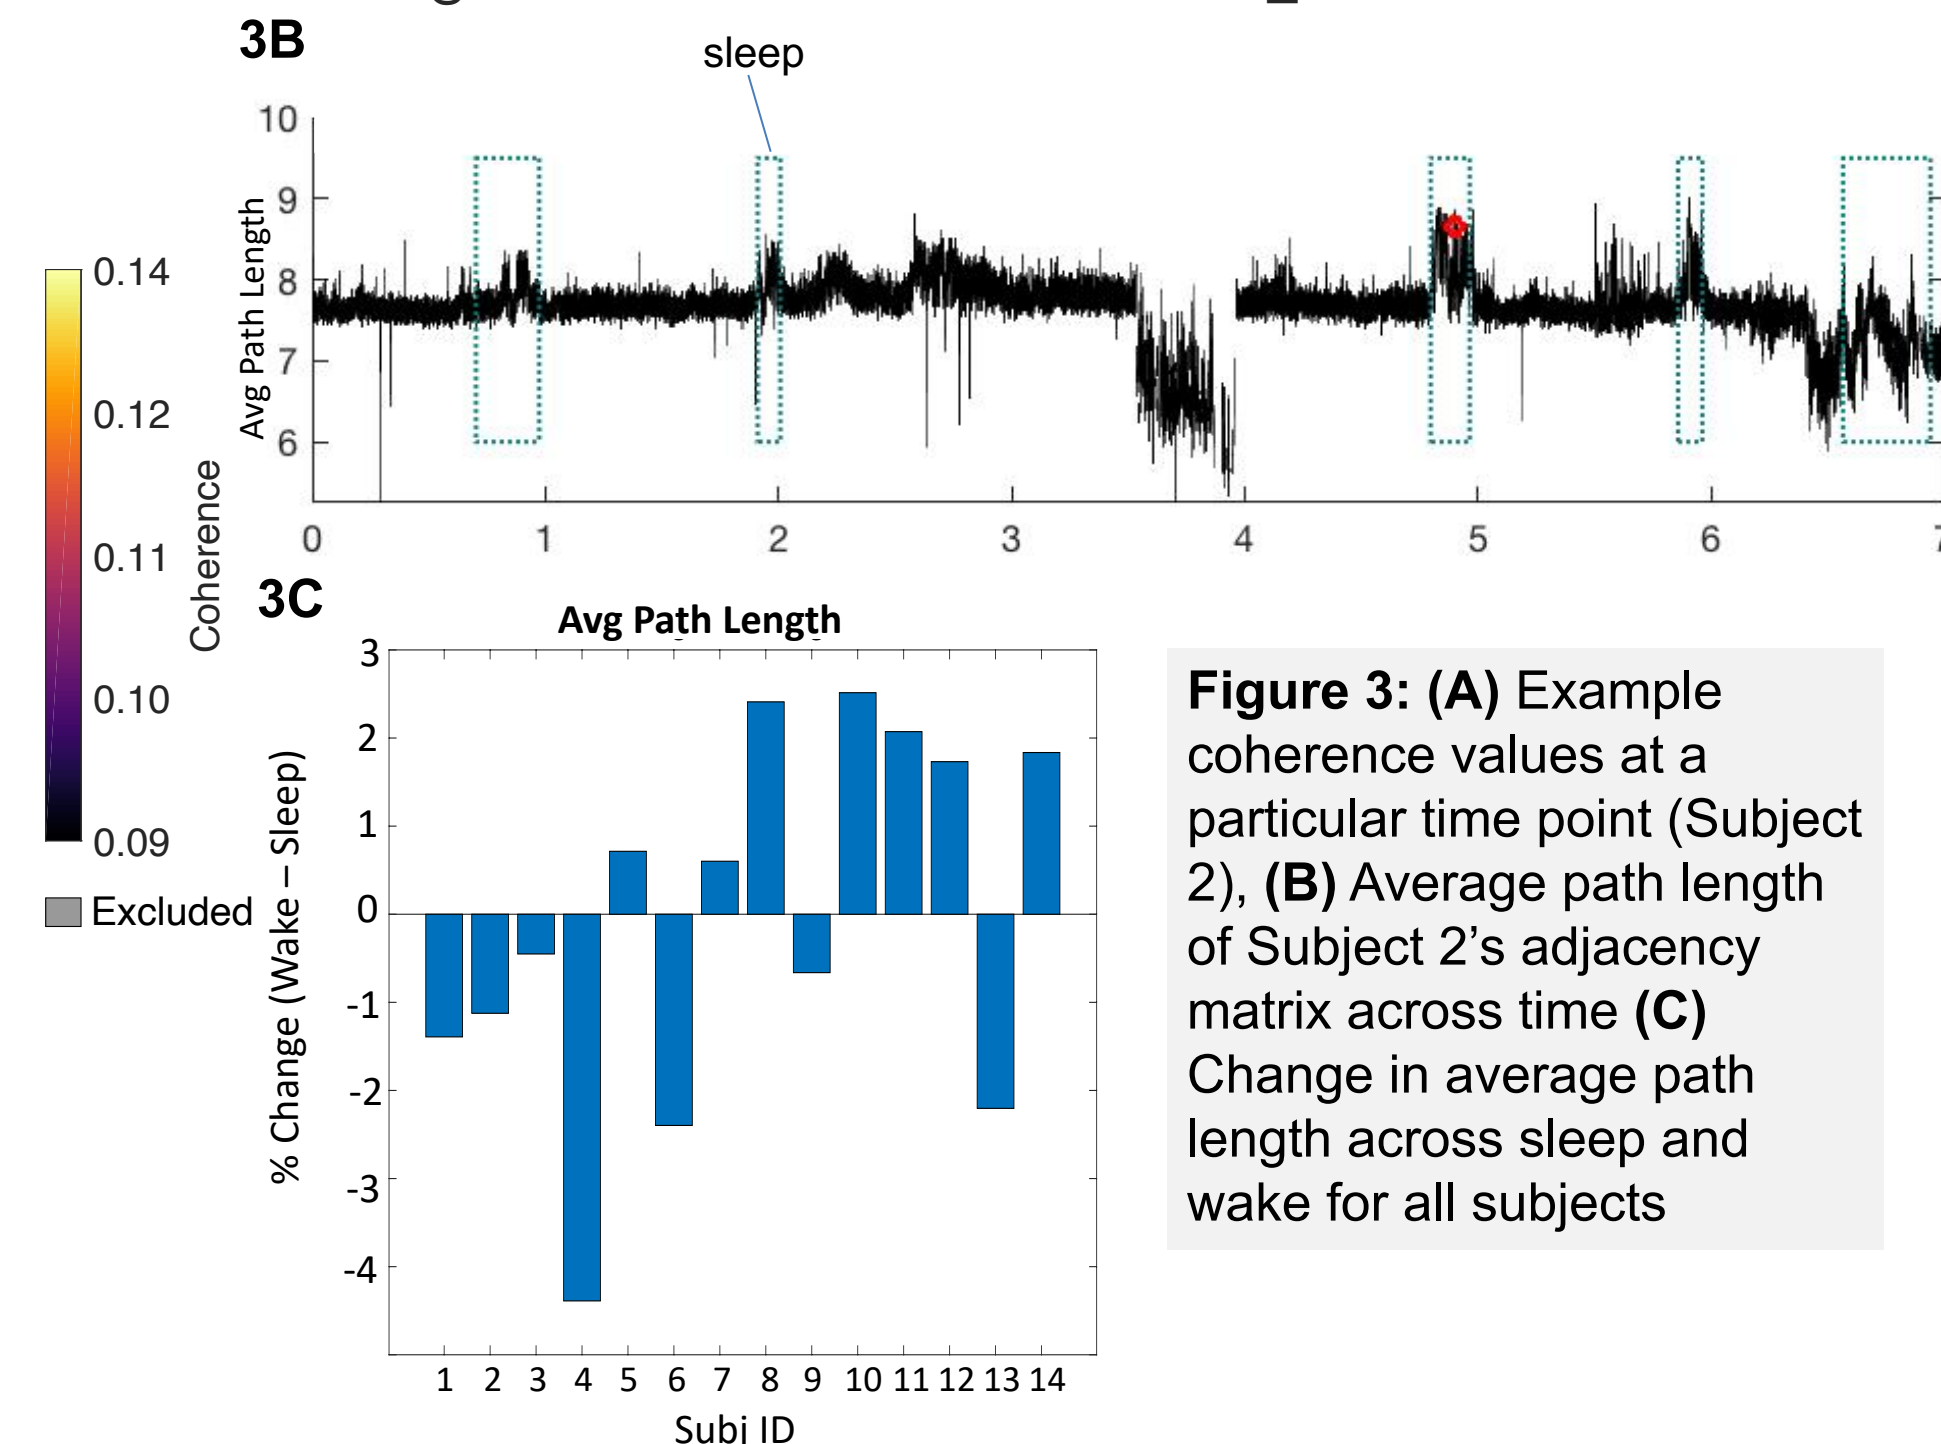 3B
sleep
10
9
8
7
6
Avg Path Length
0 1 2 3 4 5 6 7
0.14
0.12
0.11
0.10
0.09
Coherence
Excluded
3C
Avg Path Length
3
2
1
0
-1
-2
-3
-4
% Change (Wake – Sleep)
1 2 3 4 5 6 7 8 9 10 11 12 13 14
Subj ID
Figure 3: (A) Example
coherence values at a
particular time point (Subject
2), (B) Average path length
of Subject 2’s adjacency
matrix across time (C)
Change in average path
length across sleep and
wake for all subjects